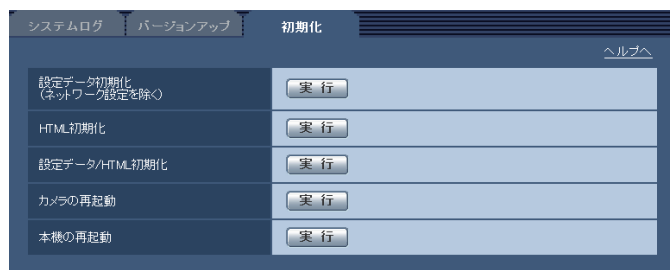 システムログ バージョンアップ 初期化
ヘルプへ
設定データ初期化
(ネットワーク設定を除く)
実 行
HTML初期化
実 行
設定データ/HTML初期化
実 行
カメラの再起動
実 行
本機の再起動
実 行